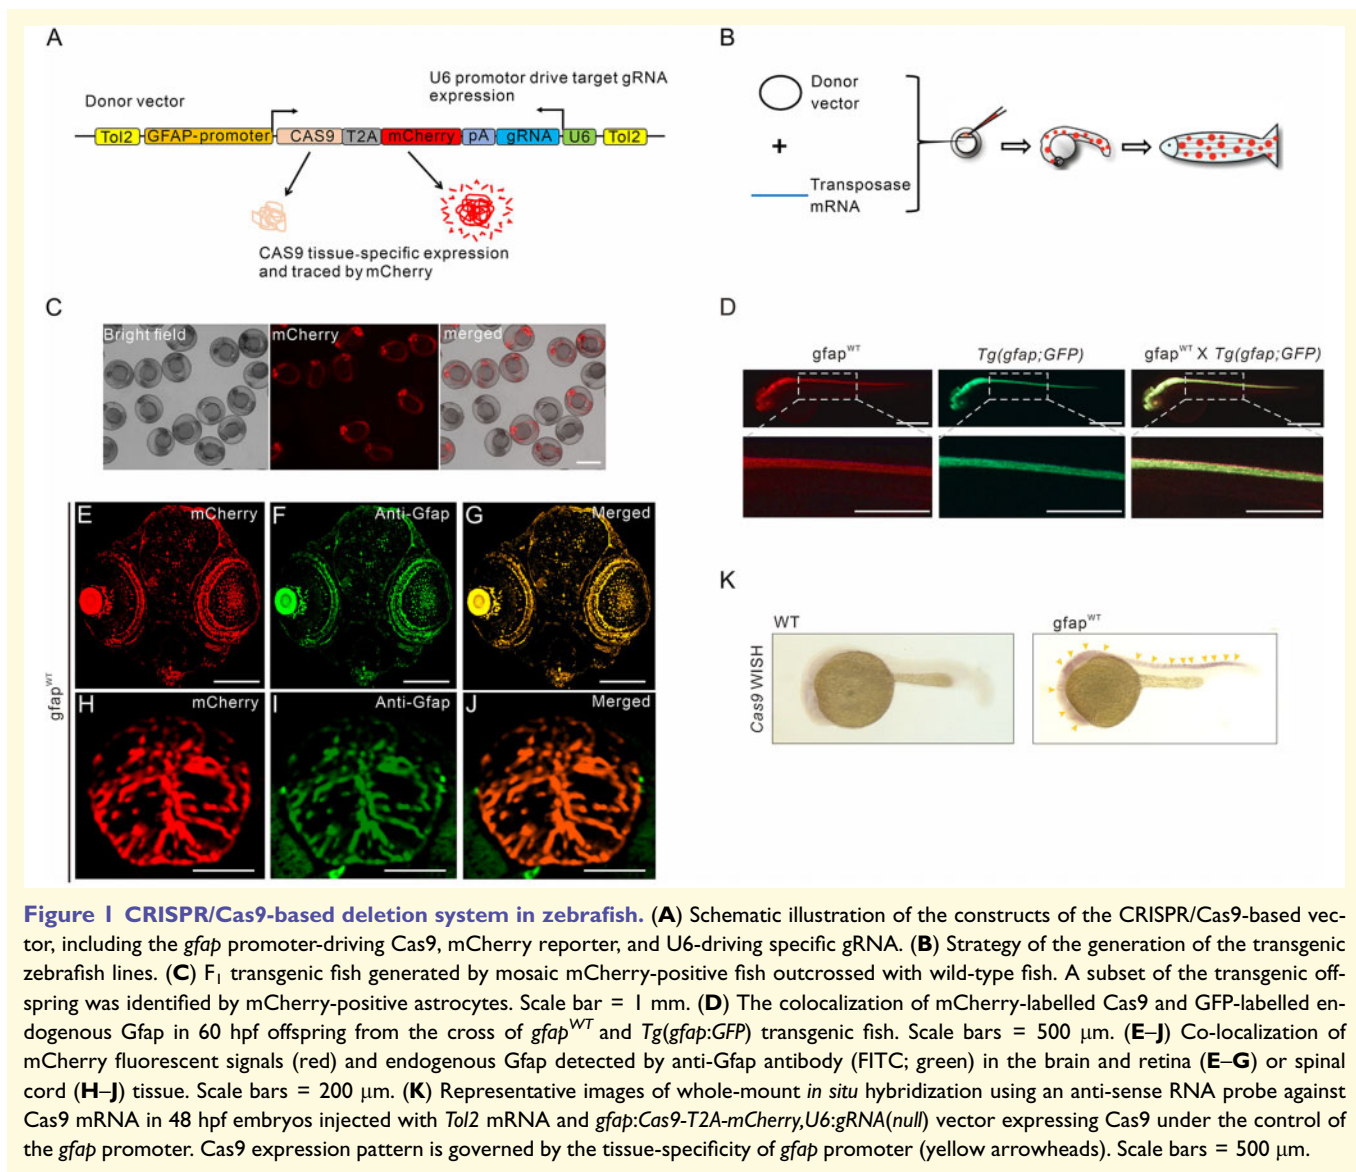 A
U6 promotor drive target gRNA
expression
Donor vector
Tol2 GFAP-promoter CAS9 T2A mCherry pA gRNA U6 Tol2
CAS9 tissue-specific expression
and traced by mCherry
B
Donor
vector
+
Transposase
mRNA
C
Bright field mCherry merged
D
gfapWT Tg(gfap;GFP) gfapWT X Tg(gfap;GFP)
gfapWT
E mCherry F Anti-Gfap G Merged
H mCherry I Anti-Gfap J Merged
K
WT gfapWT
Cas9 WISH
Figure 1 CRISPR/Cas9-based deletion system in zebrafish. (A) Schematic illustration of the constructs of the CRISPR/Cas9-based vec-
tor, including the gfap promoter-driving Cas9, mCherry reporter, and U6-driving specific gRNA. (B) Strategy of the generation of the transgenic
zebrafish lines. (C) F1 transgenic fish generated by mosaic mCherry-positive fish outcrossed with wild-type fish. A subset of the transgenic off-
spring was identified by mCherry-positive astrocytes. Scale bar = 1 mm. (D) The colocalization of mCherry-labelled Cas9 and GFP-labelled en-
dogenous Gfap in 60 hpf offspring from the cross of gfapWT and Tg(gfap:GFP) transgenic fish. Scale bars = 500 μm. (E–J) Co-localization of
mCherry fluorescent signals (red) and endogenous Gfap detected by anti-Gfap antibody (FITC; green) in the brain and retina (E–G) or spinal
cord (H–J) tissue. Scale bars = 200 μm. (K) Representative images of whole-mount in situ hybridization using an anti-sense RNA probe against
Cas9 mRNA in 48 hpf embryos injected with Tol2 mRNA and gfap:Cas9-T2A-mCherry,U6:gRNA(null) vector expressing Cas9 under the control of
the gfap promoter. Cas9 expression pattern is governed by the tissue-specificity of gfap promoter (yellow arrowheads). Scale bars = 500 μm.